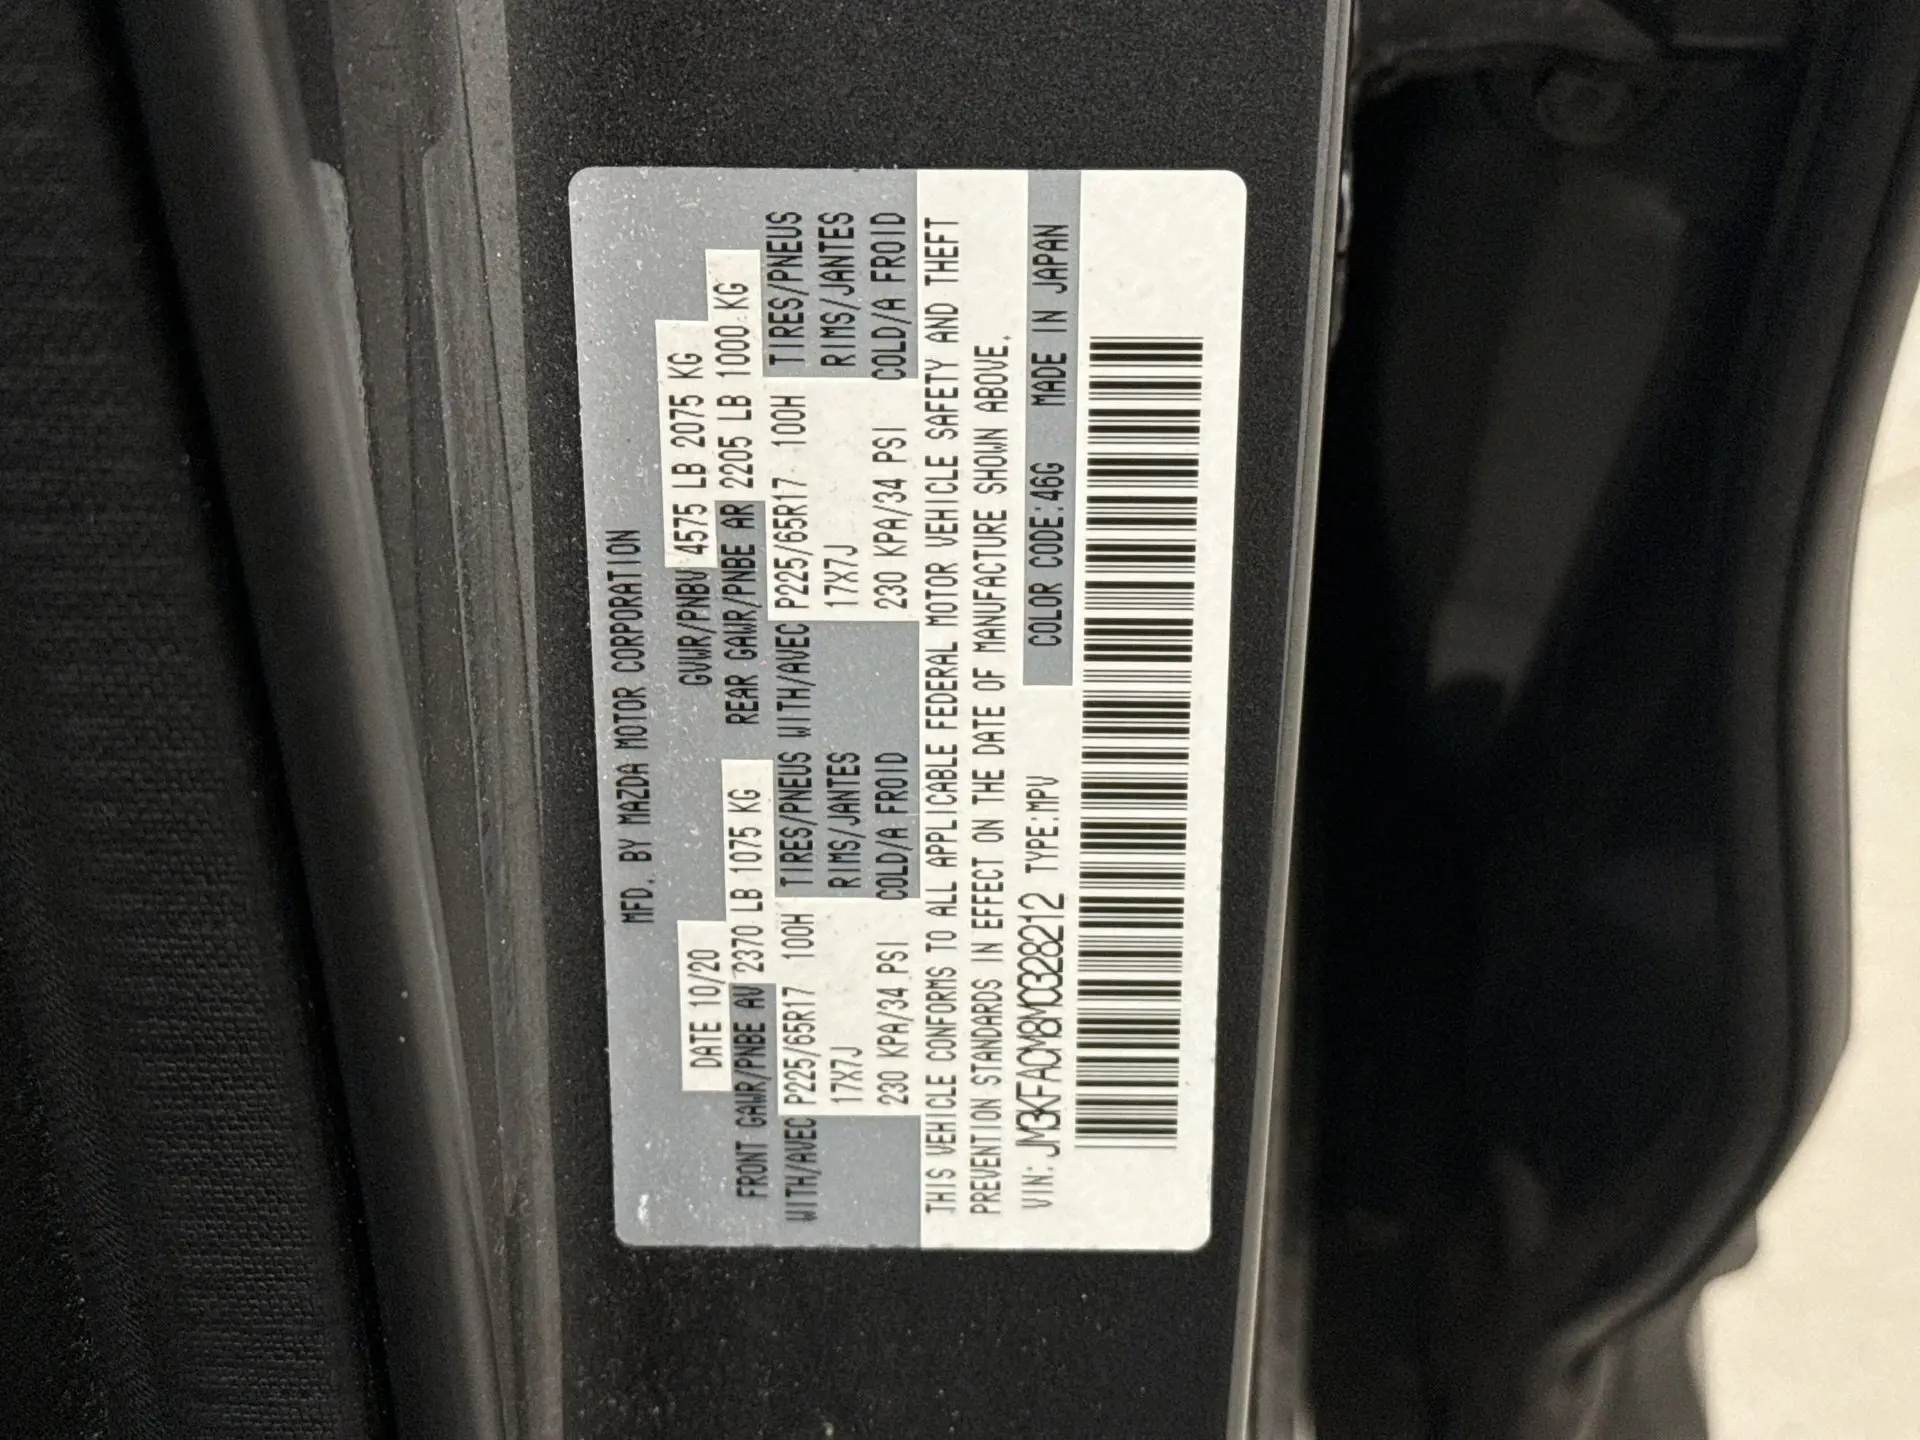 MFD. BY MAZDA MOTOR CORPORATION
DATE 10/20 GVWR/PNBV 4575 LB 2075 KG
FRONT GAWR/PNBE AV 2370 LB 1075 KG REAR GAWR/PNBE AR 2205 LB 1000 KG
WITH/AVEC P225/65R17 100H TIRES/PNEUS WITH/AVEC P225/65R17 100H TIRES/PNEUS
17X7J RIMS/JANTES 17X7J RIMS/JANTES
230 KPA/34 PSI COLD/A FROID 230 KPA/34 PSI COLD/A FROID
THIS VEHICLE CONFORMS TO ALL APPLICABLE FEDERAL MOTOR VEHICLE SAFETY AND THEFT
PREVENTION STANDARDS IN EFFECT ON THE DATE OF MANUFACTURE SHOWN ABOVE.
VIN: JM3KFACM8M0328212 TYPE:MPV COLOR CODE:46G MADE IN JAPAN